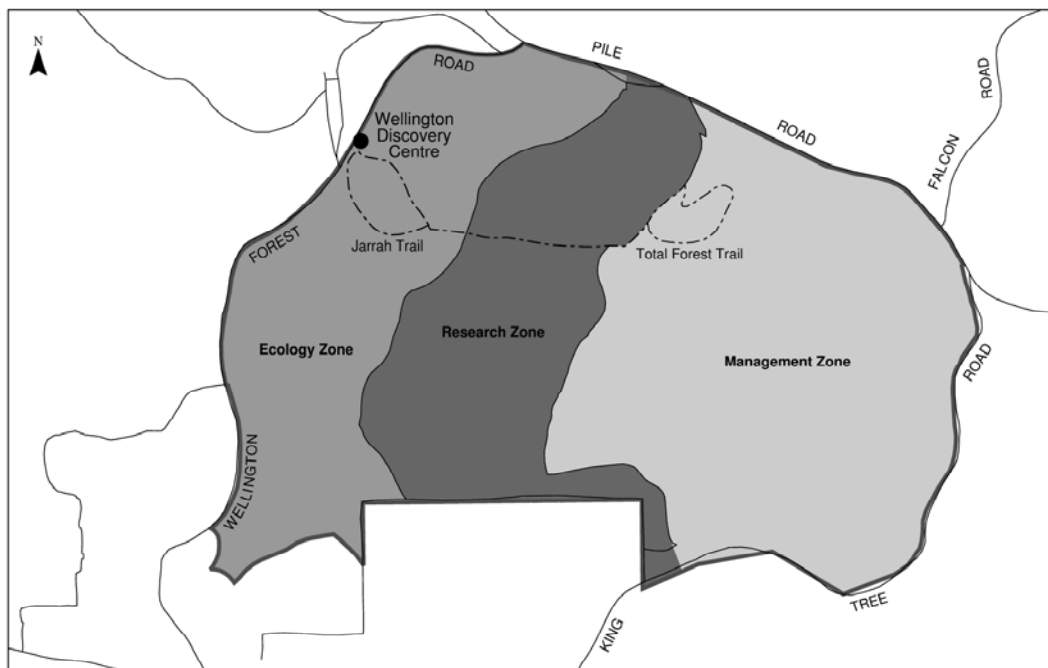 N
PILE
ROAD
ROAD
ROAD
FALCON
Wellington
Discovery
Centre
FOREST
Jarrah Trail
Total Forest Trail
Ecology Zone
Research Zone
Management Zone
ROAD
WELLINGTON
TREE
KING